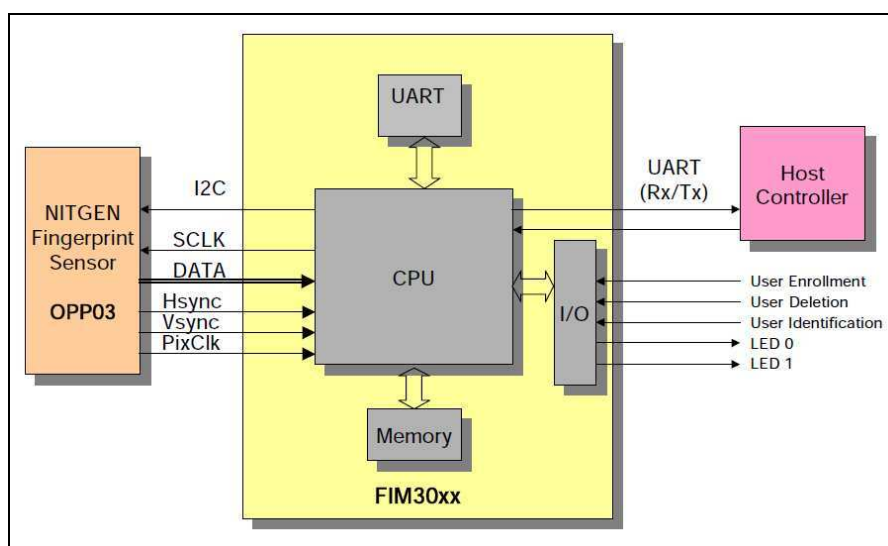 UART
I2C
UART
(Rx/Tx)
Host
Controller
NITGEN
Fingerprint
Sensor
OPP03
SCLK
DATA
Hsync
Vsync
PixClk
CPU
I/O
User Enrollment
User Deletion
User Identification
LED 0
LED 1
Memory
FIM30xx